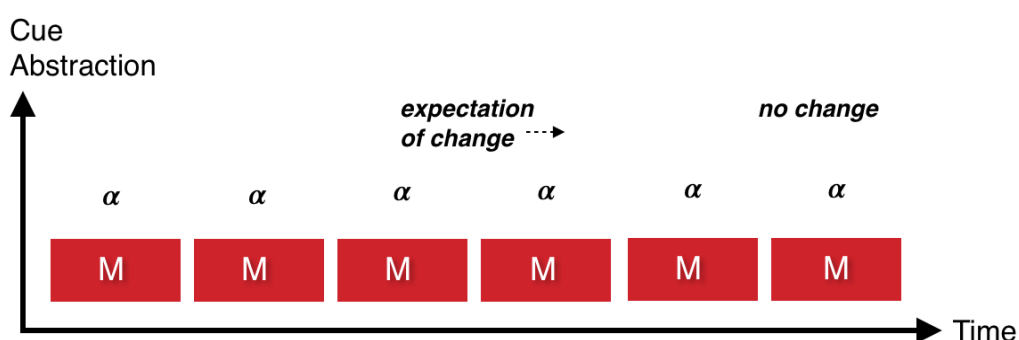 Cue
Abstraction
expectation
of change
no change
α α α α α α
M M M M M M
Time